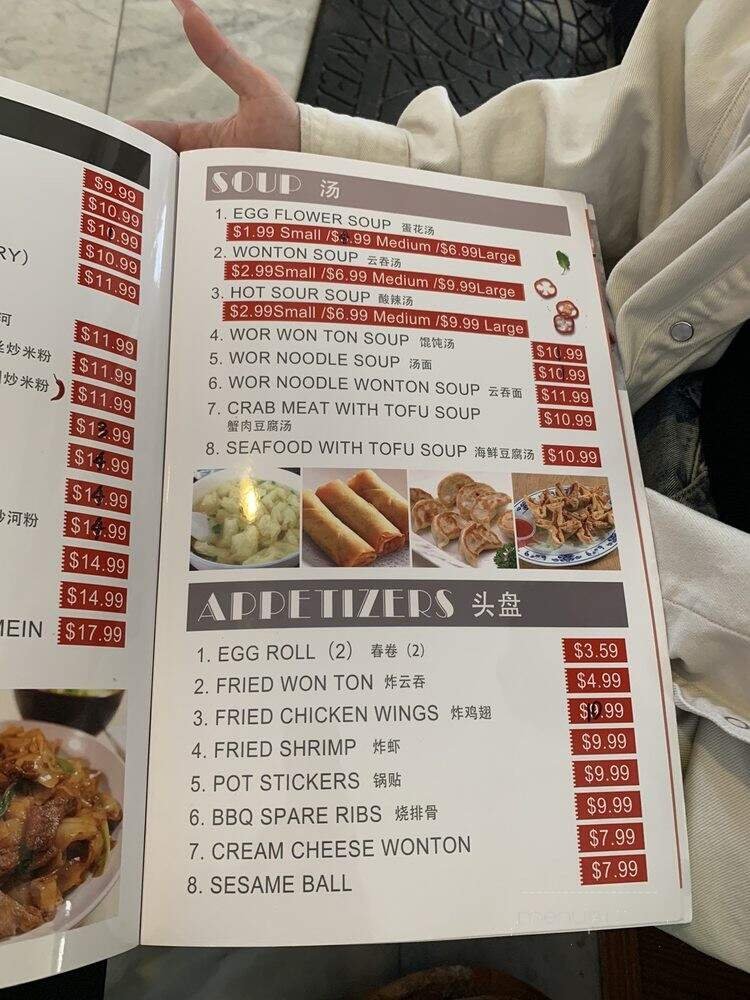 $9.99
$10.99
$10.99
RY)
$10.99
$11.99
河
$11.99
丝炒米粉
$11.99
炒米粉
$11.99
$11.99
炒河粉
$14.99
$14.99
MEIN $17.99
SOUP 汤
1. EGG FLOWER SOUP 蛋花汤
$1.99 Small /$3.99 Medium /$6.99Large
2. WONTON SOUP 云吞汤
$2.99Small /$6.99 Medium /$9.99Large
3. HOT SOUR SOUP 酸辣汤
$2.99Small /$6.99 Medium /$9.99 Large
4. WOR WON TON SOUP 馄饨汤 $10.99
5. WOR NOODLE SOUP 汤面 $10.99
6. WOR NOODLE WONTON SOUP 云吞面 $11.99
7. CRAB MEAT WITH TOFU SOUP $10.99
蟹肉豆腐汤
8. SEAFOOD WITH TOFU SOUP 海鲜豆腐汤 $10.99
APPETIZERS 头盘
1. EGG ROLL (2) 春卷 (2) $3.59
2. FRIED WON TON 炸云吞 $4.99
3. FRIED CHICKEN WINGS 炸鸡翅
4. FRIED SHRIMP 炸虾 $9.99
5. POT STICKERS 锅贴 $9.99
6. BBQ SPARE RIBS 烧排骨 $9.99
7. CREAM CHEESE WONTON $7.99
8. SESAME BALL $7.99